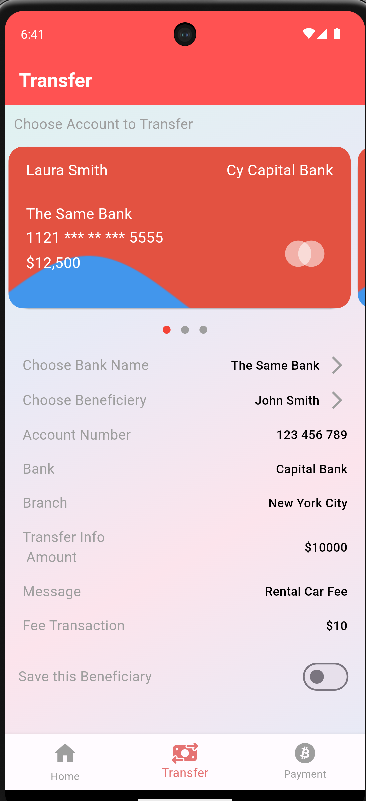 6:41
Transfer
Choose Account to Transfer
Laura Smith Cy Capital Bank
The Same Bank
1121 *** ** *** 5555
$12,500
Choose Bank Name The Same Bank
Choose Beneficiery John Smith
Account Number 123 456 789
Bank Capital Bank
Branch New York City
Transfer Info
Amount $10000
Message Rental Car Fee
Fee Transaction $10
Save this Beneficiary
Home Transfer Payment